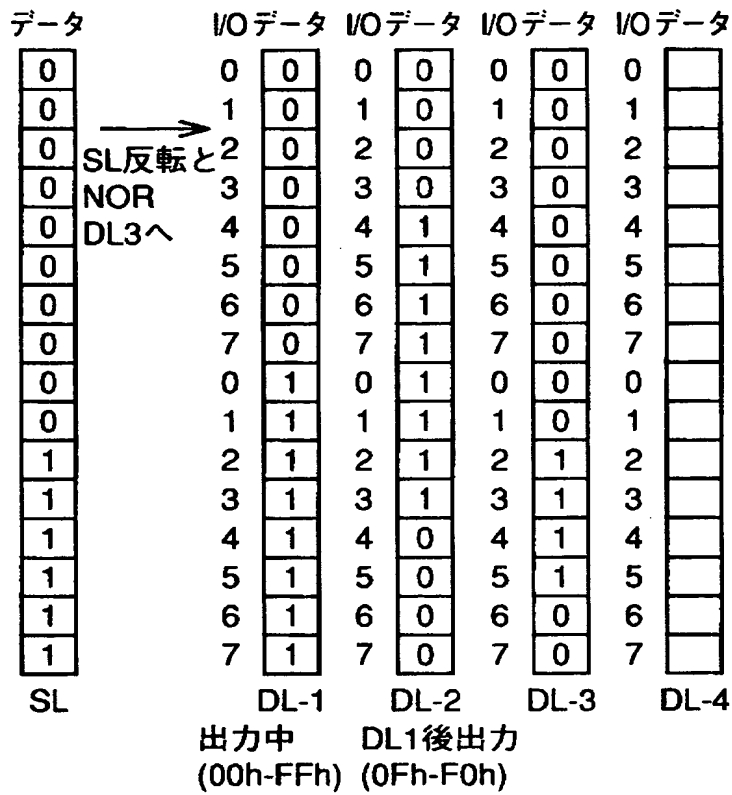 データ I/Oデータ I/Oデータ I/Oデータ I/Oデータ
0 0 0 0 0 0 0 0
0 1 0 1 0 1 0 1
0 2 0 2 0 2 0 2
0 3 0 3 0 3 0 3
0 4 0 4 1 4 0 4
0 5 0 5 1 5 0 5
0 6 0 6 1 6 0 6
0 7 0 7 1 7 0 7
0 0 1 0 1 0 0 0
0 1 1 1 1 1 0 1
1 2 1 2 1 2 1 2
1 3 1 3 1 3 1 3
1 4 1 4 0 4 1 4
1 5 1 5 0 5 1 5
1 6 1 6 0 6 0 6
1 7 1 7 0 7 0 7
SL反転と
NOR
DL3へ
SL DL-1 DL-2 DL-3 DL-4
出力中 DL1後出力
(00h-FFh) (0Fh-F0h)